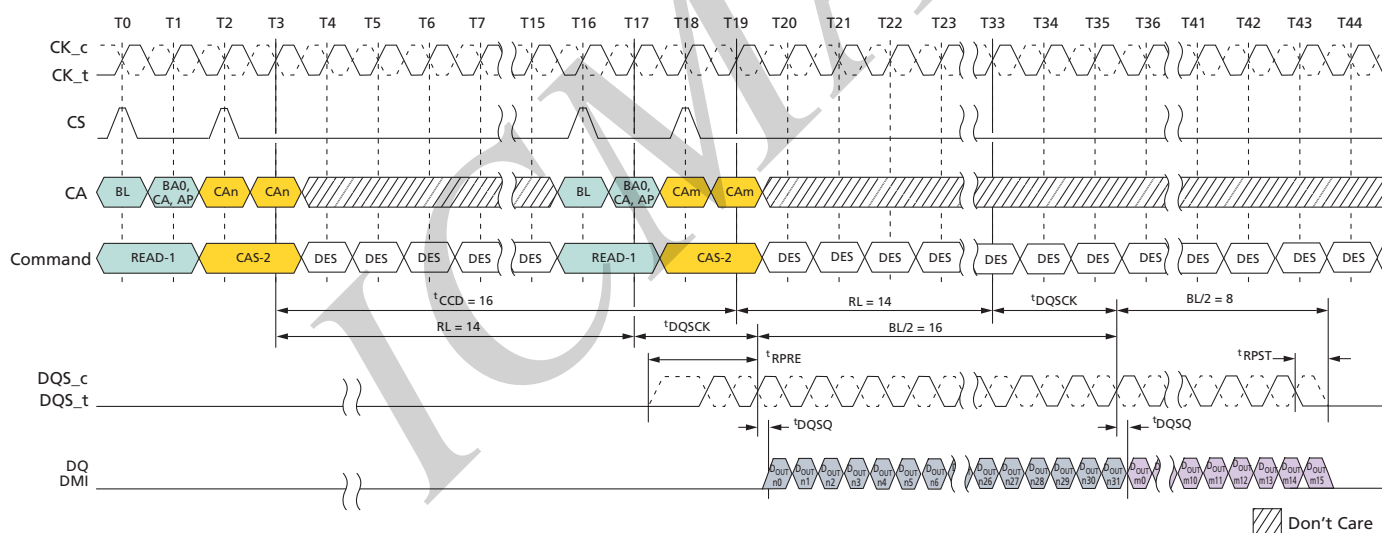 T0 T1 T2 T3 T4 T5 T6 T7 T15 T16 T17 T18 T19 T20 T21 T22 T23 T33 T34 T35 T36 T41 T42 T43 T44
CK_c
CK_t
CS
CA BL BA0, CA, AP CAn CAn BL BA0, CA, AP CAm CAm
Command READ-1 CAS-2 DES DES DES DES DES READ-1 CAS-2 DES DES DES DES DES DES DES DES DES DES DES DES
tCCD = 16 RL = 14 tDQSCK BL/2 = 8
RL = 14 tDQSCK BL/2 = 16
tRPRE tRPST
DQS_c
DQS_t
tDQSQ tDQSQ
DQ
DMI
DOUT n0 DOUT n1 DOUT n2 DOUT n3 DOUT n4 DOUT n5 DOUT n6 DOUT n26 DOUT n27 DOUT n28 DOUT n29 DOUT n30 DOUT n31 DOUT m0 DOUT m10 DOUT m11 DOUT m12 DOUT m13 DOUT m14 DOUT m15
Don't Care